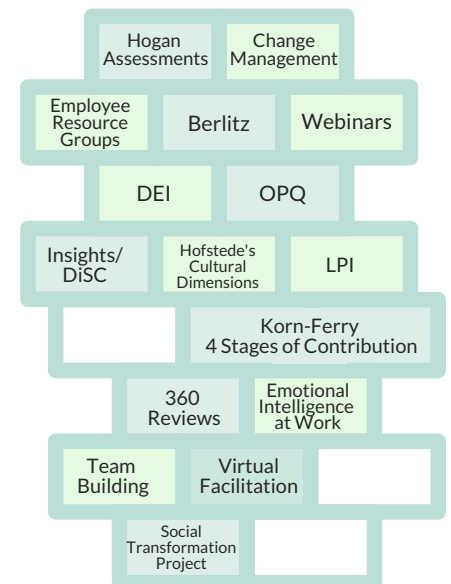 Hogan
Assessments
Change
Management
Employee
Resource
Groups
Berlitz
Webinars
DEI
OPQ
Insights/
DiSC
Hofstede's
Cultural
Dimensions
LPI
Korn-Ferry
4 Stages of Contribution
360
Reviews
Emotional
Intelligence
at Work
Team
Building
Virtual
Facilitation
Social
Transformation
Project